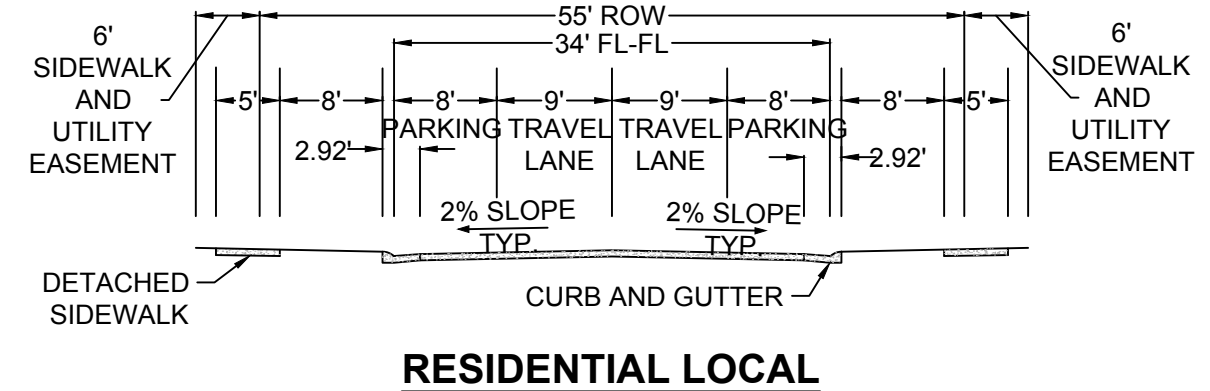 55' ROW
34' FL-FL
6'
SIDEWALK
AND
UTILITY
EASEMENT
6'
SIDEWALK
AND
UTILITY
EASEMENT
5' 8' 8' 9' 9' 8' 8' 5'
PARKING TRAVEL TRAVEL PARKING
LANE LANE
2.92' 2.92'
2% SLOPE
TYP.
2% SLOPE
TYP.
DETACHED
SIDEWALK
CURB AND GUTTER
RESIDENTIAL LOCAL